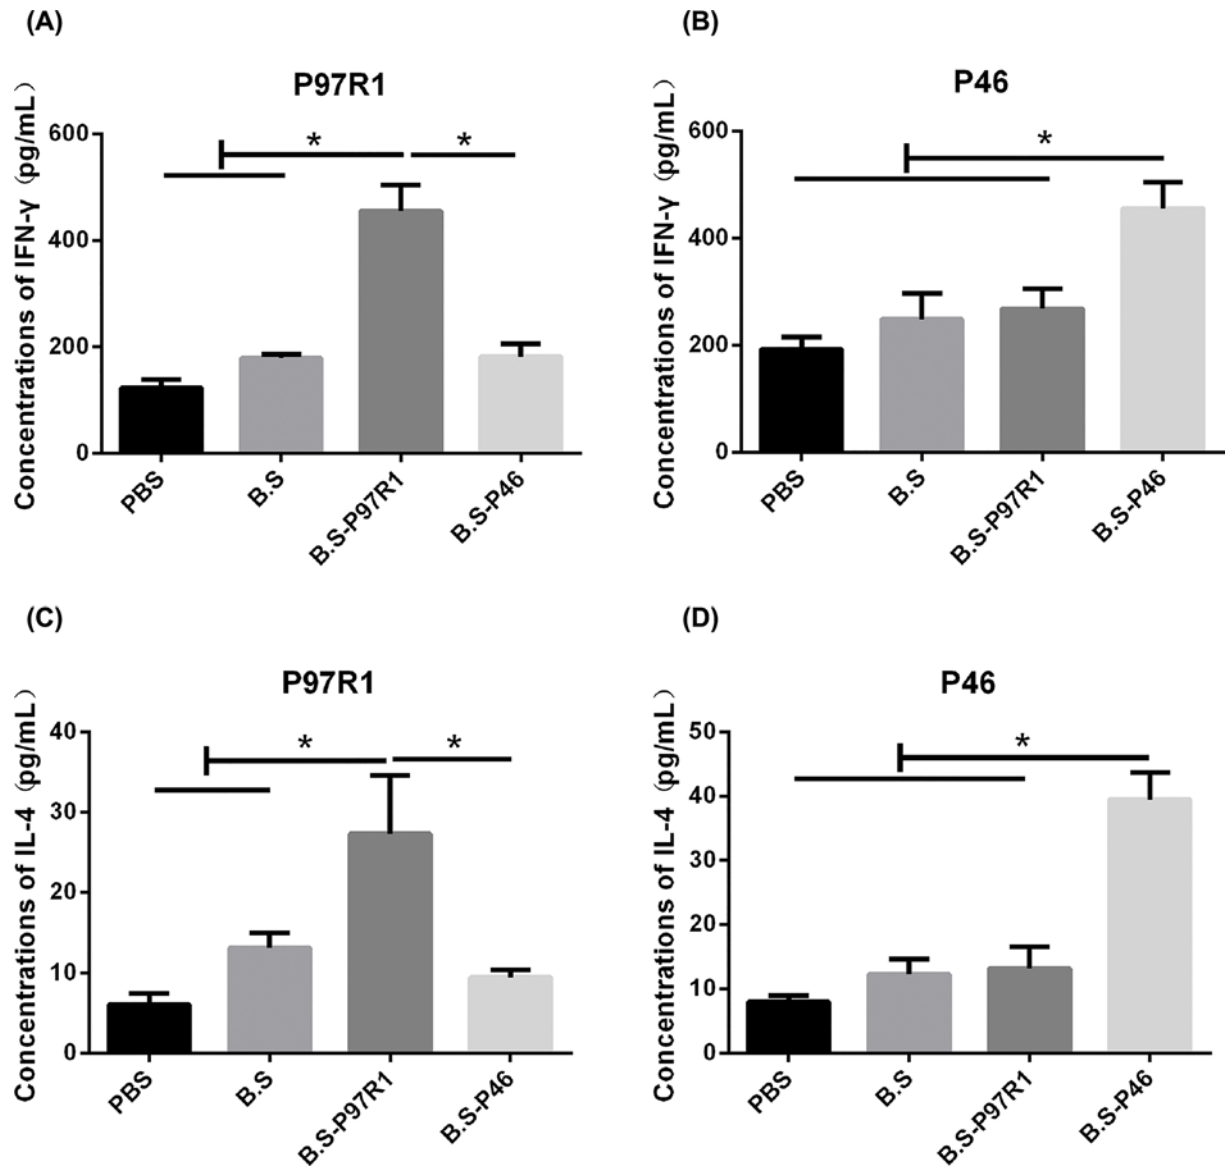 (A)
P97R1
Concentrations of IFN-γ (pg/mL)
600
400
200
0
*
*
PBS
B.S
B.S-P97R1
B.S-P46
(B)
P46
Concentrations of IFN-γ (pg/mL)
600
400
200
0
*
PBS
B.S
B.S-P97R1
B.S-P46
(C)
P97R1
Concentrations of IL-4 (pg/mL)
40
30
20
10
0
*
*
PBS
B.S
B.S-P97R1
B.S-P46
(D)
P46
Concentrations of IL-4 (pg/mL)
50
40
30
20
10
0
*
PBS
B.S
B.S-P97R1
B.S-P46